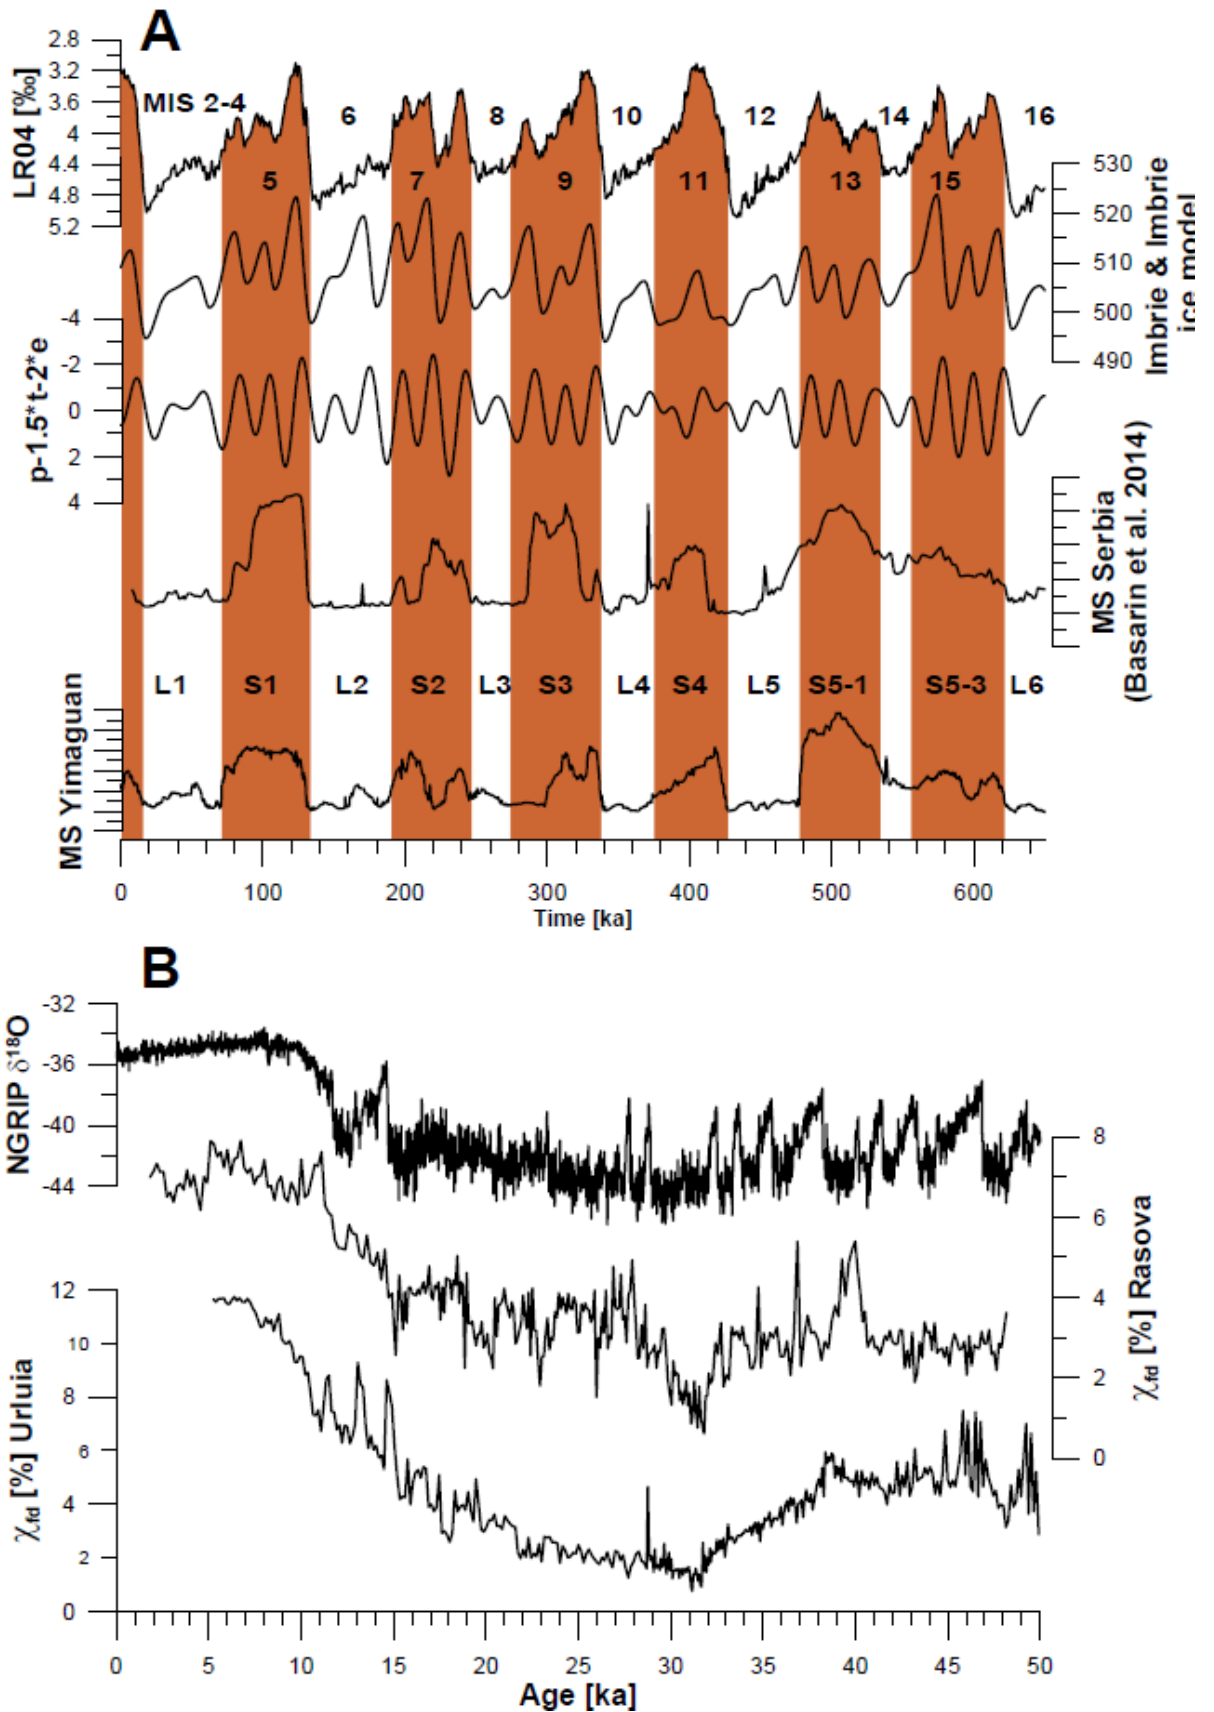 A
2.8
3.2
3.6
4
4.4
4.8
5.2
LR04 [‰]
MIS 2-4
6
8
10
12
14
16
5
7
9
11
13
15
530
520
510
500
490
Imbrie & Imbrie
ice model
-4
-2
0
2
4
p-1.5*t-2*e
MS Serbia
(Basarin et al. 2014)
L1
S1
L2
S2
L3
S3
L4
S4
L5
S5-1
S5-3
L6
MS Yimaguan
0
100
200
300
400
500
600
Time [ka]
B
-32
-36
-40
-44
NGRIP δ18O
8
6
4
2
0
χfd [%] Rasova
12
10
8
6
4
2
0
χfd [%] Urluia
0
5
10
15
20
25
30
35
40
45
50
Age [ka]